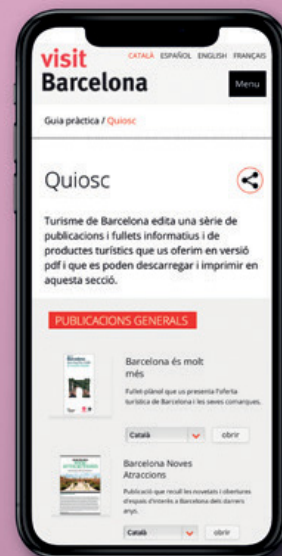 visit
Barcelona
CATALÀ ESPAÑOL ENGLISH FRANÇAIS
Menu
Guia pràctica / Quiosc
Quiosc
Turisme de Barcelona edita una sèrie de
publicacions i fullets informatius i de
productes turístics que us oferim en versió
pdf i que es poden descarregar i imprimir en
aquesta secció.
PUBLICACIONS GENERALS
Barcelona és molt
més
Fullet plànol que us presenta l'oferta
turística de Barcelona i les seves comarques.
Català
obrir
Barcelona Noves
Atraccions
Publicació que recull les novetats i obertures
d'espais d'interès a Barcelona dels darrers
anys.
Català
obrir